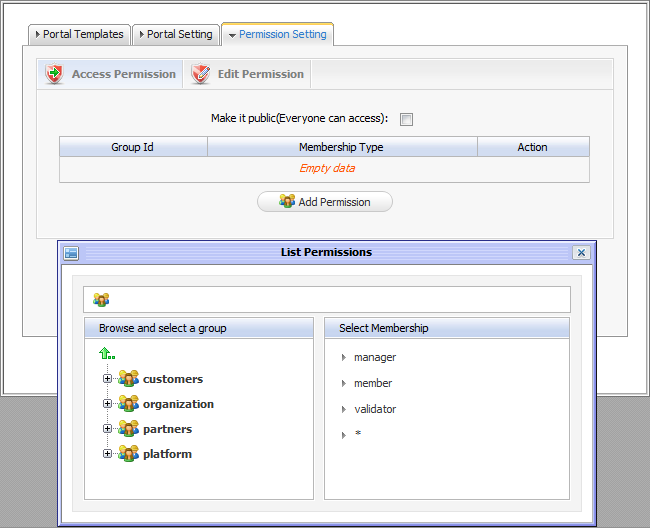 Portal Templates Portal Setting Permission Setting
Access Permission Edit Permission
Make it public(Everyone can access):
Group Id Membership Type Action
Empty data
Add Permission
List Permissions
Browse and select a group Select Membership
customers
organization
partners
platform
manager
member
validator
*